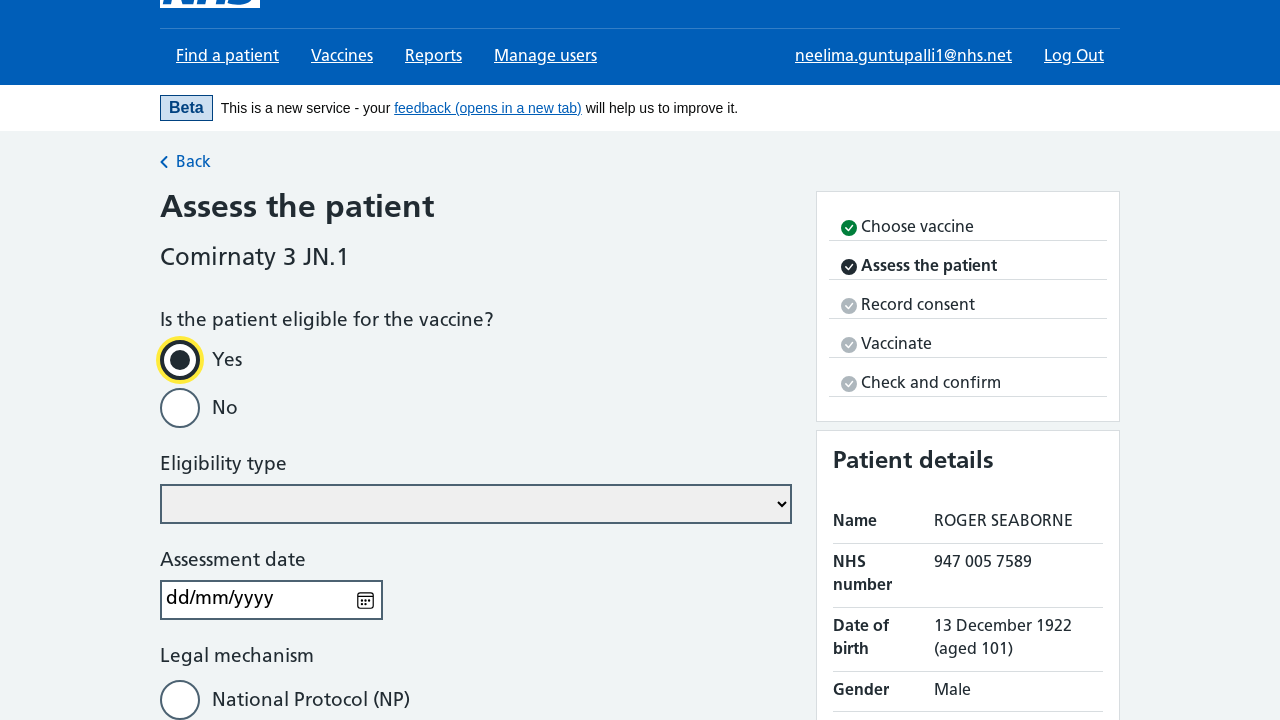 NHS
Find a patient Vaccines Reports Manage users neelima.guntupalli1@nhs.net Log Out
Beta This is a new service - your feedback (opens in a new tab) will help us to improve it.
Back
Assess the patient
Comirnaty 3 JN.1
Is the patient eligible for the vaccine?
Yes
No
Eligibility type
Assessment date
dd/mm/yyyy
Legal mechanism
National Protocol (NP)
Choose vaccine
Assess the patient
Record consent
Vaccinate
Check and confirm
Patient details
Name ROGER SEABORNE
NHS number 947 005 7589
Date of birth 13 December 1922 (aged 101)
Gender Male